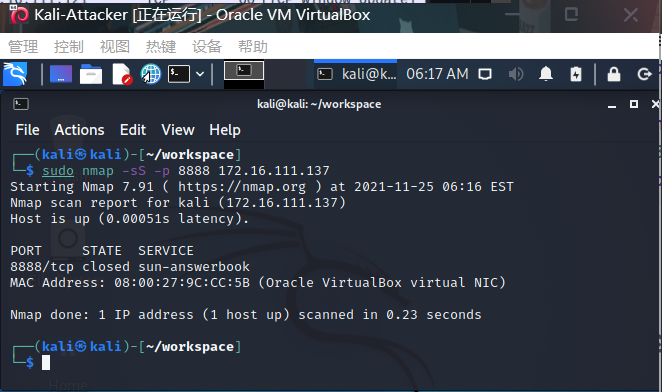 Kali-Attacker [正在运行] - Oracle VM VirtualBox
管理 控制 视图 热键 设备 帮助
kali@k... 06:17 AM
kali@kali: ~/workspace
File Actions Edit View Help
┌──(kali㉿kali)-[~/workspace]
└─$ sudo nmap -sS -p 8888 172.16.111.137
Starting Nmap 7.91 ( https://nmap.org ) at 2021-11-25 06:16 EST
Nmap scan report for kali (172.16.111.137)
Host is up (0.00051s latency).
PORT STATE SERVICE
8888/tcp closed sun-answerbook
MAC Address: 08:00:27:9C:CC:5B (Oracle VirtualBox virtual NIC)
Nmap done: 1 IP address (1 host up) scanned in 0.23 seconds
┌──(kali㉿kali)-[~/workspace]
└─$
Home